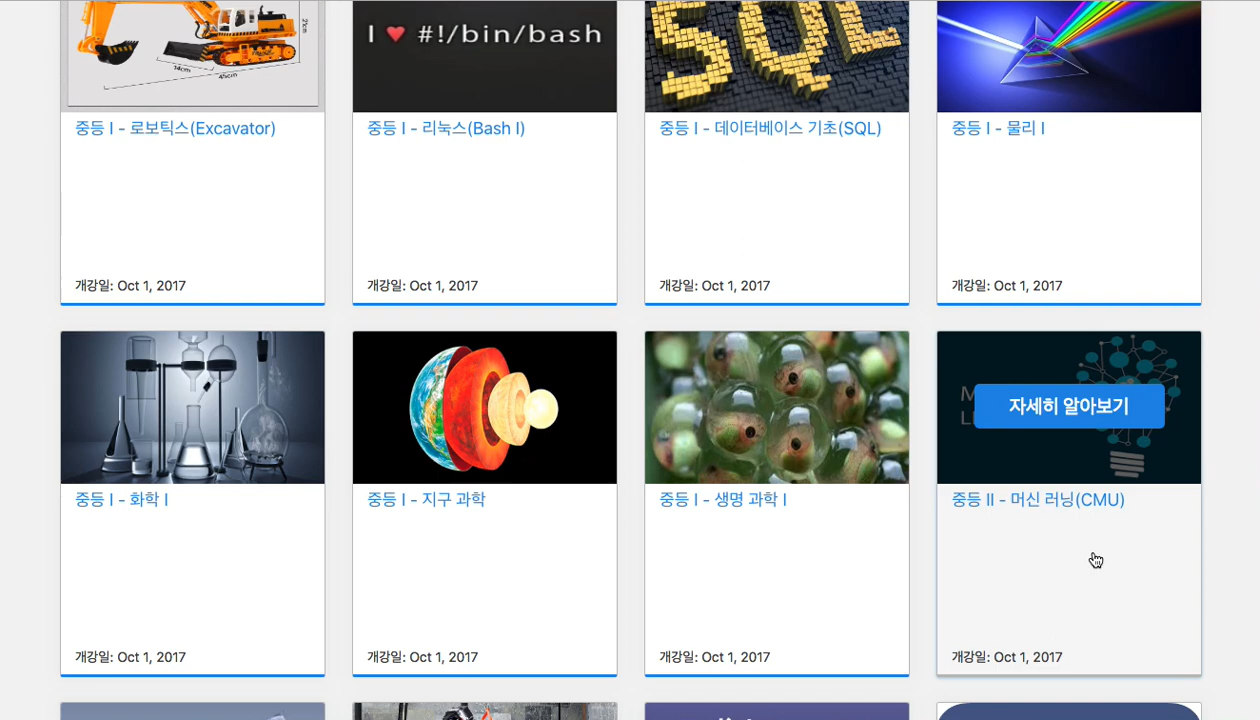 21cm
14cm
45cm
I ♥ #!/bin/bash
SQL
중등 I - 로보틱스(Excavator)
중등 I - 리눅스(Bash I)
중등 I - 데이터베이스 기초(SQL)
중등 I - 물리 I
개강일: Oct 1, 2017
개강일: Oct 1, 2017
개강일: Oct 1, 2017
개강일: Oct 1, 2017
자세히 알아보기
중등 I - 화학 I
중등 I - 지구 과학
중등 I - 생명 과학 I
중등 II - 머신 러닝(CMU)
개강일: Oct 1, 2017
개강일: Oct 1, 2017
개강일: Oct 1, 2017
개강일: Oct 1, 2017